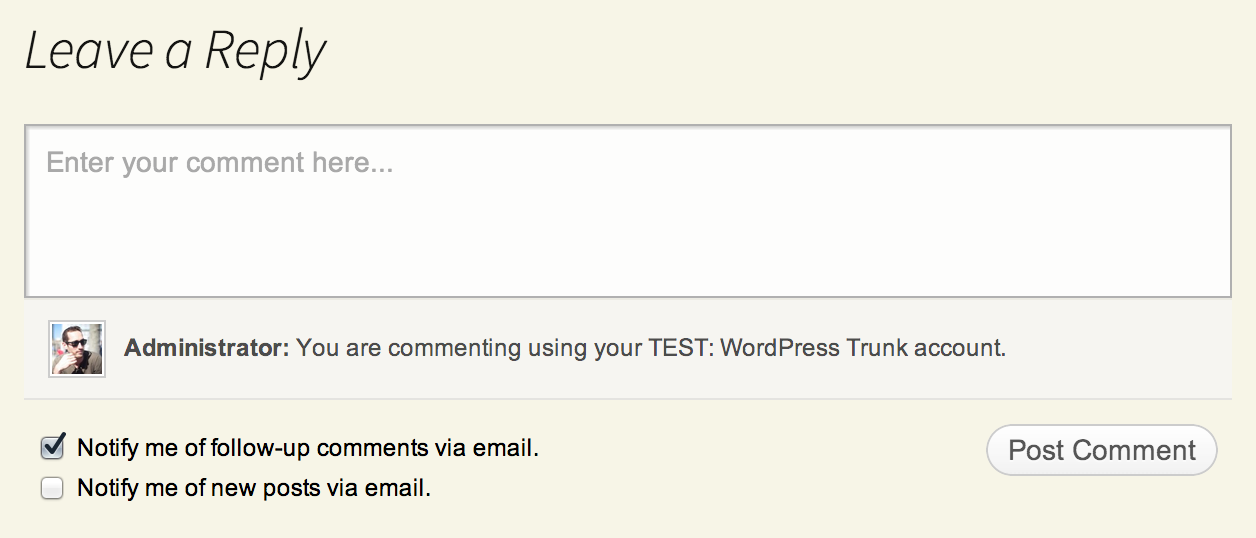 Leave a Reply
Enter your comment here...
Administrator: You are commenting using your TEST: WordPress Trunk account.
Notify me of follow-up comments via email.
Post Comment
Notify me of new posts via email.